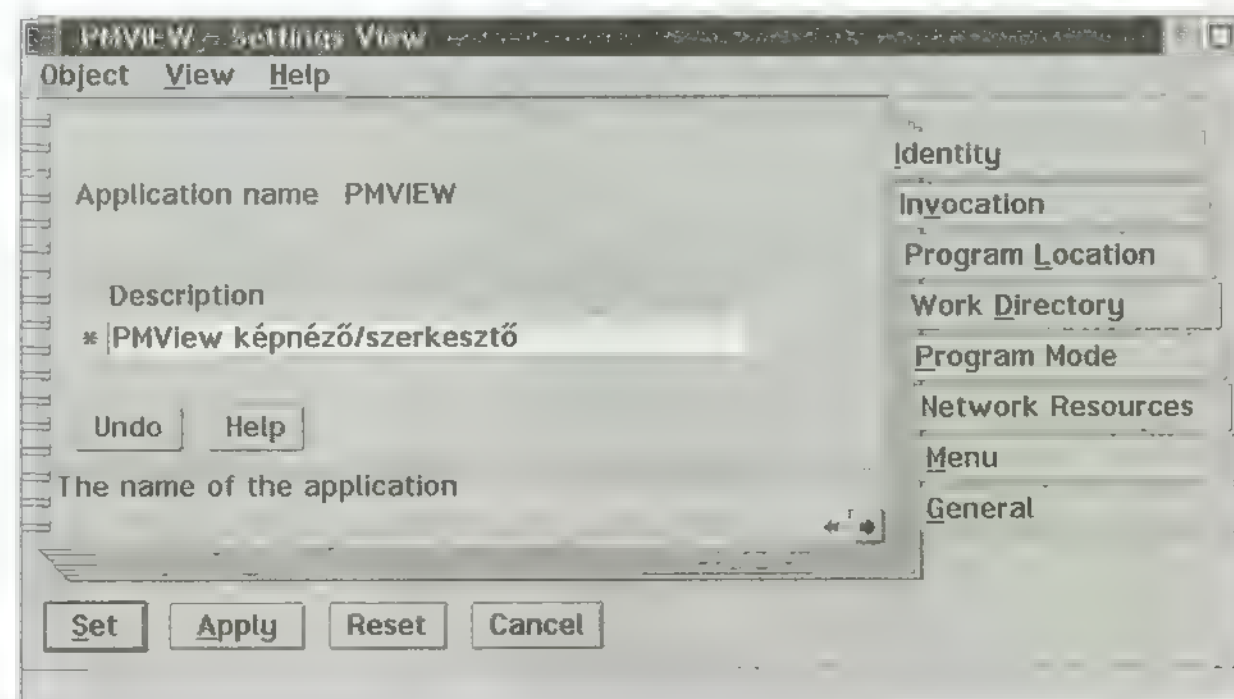 PMVIEW - Settings View
Object View Help
Application name PMVIEW
Description
* PMView képnéző/szerkesztő
Undo Help
The name of the application
Identity
Invocation
Program Location
Work Directory
Program Mode
Network Resources
Menu
General
Set Apply Reset Cancel